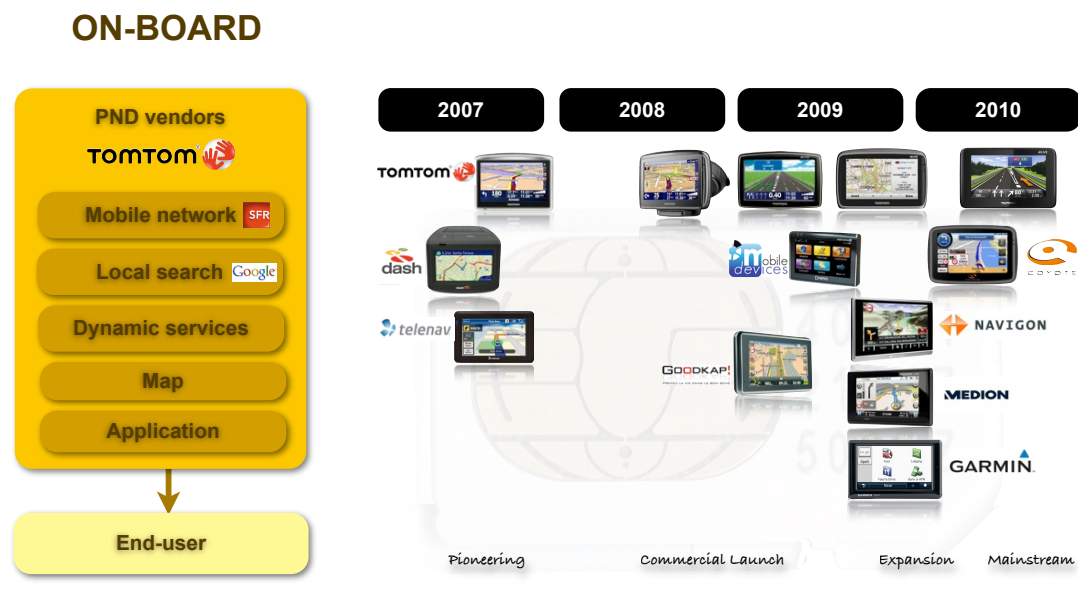 ON-BOARD
PND vendors
TOMTOM
Mobile network SFR
Local search Google
Dynamic services
Map
Application
End-user
2007
2008
2009
2010
TOMTOM
dash
mobile
devices
COYOTE
telenav
NAVIGON
GOODKAP!
MEDION
GARMIN
Pioneering
Commercial Launch
Expansion
Mainstream